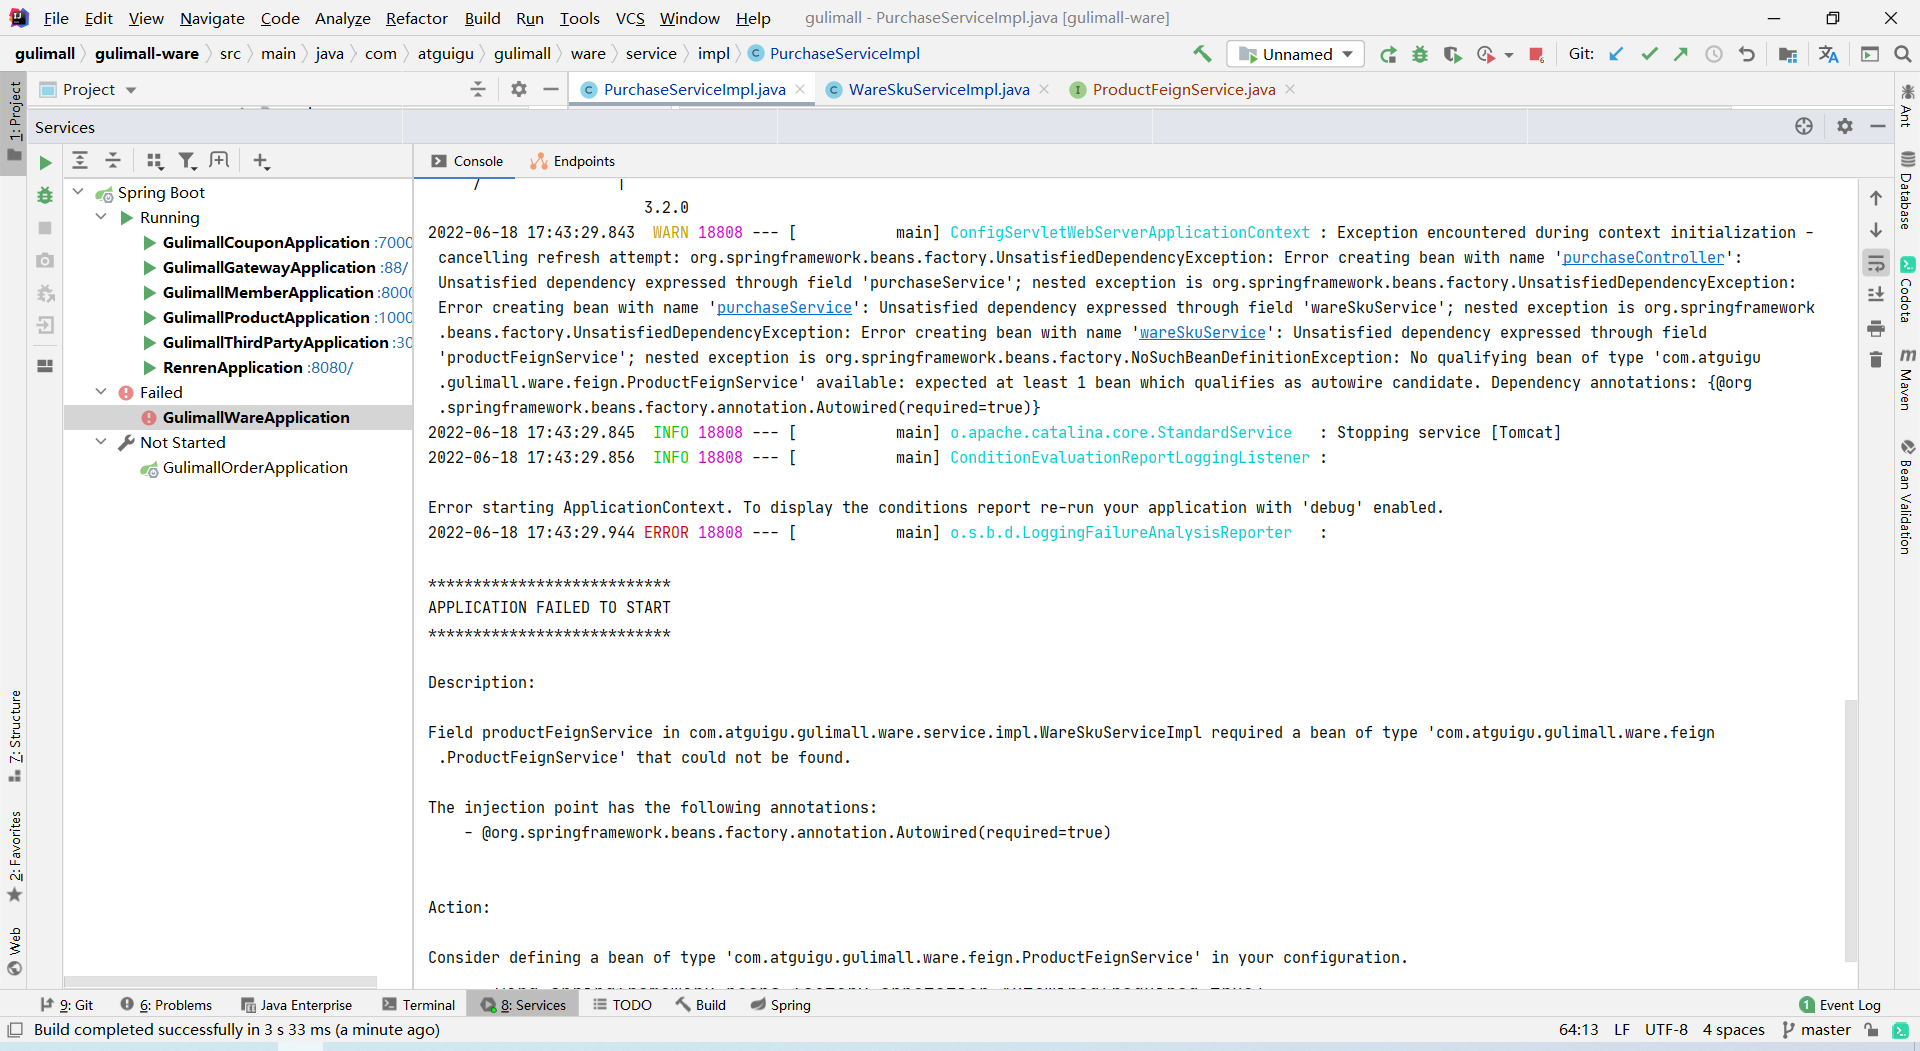 File Edit View Navigate Code Analyze Refactor Build Run Tools VCS Window Help gulimall - PurchaseServiceImpl.java [gulimall-ware]
gulimall gulimall-ware src main java com atguigu gulimall ware service impl PurchaseServiceImpl Unnamed Git:
Project PurchaseServiceImpl.java WareSkuServiceImpl.java ProductFeignService.java
Services
Console Endpoints
Spring Boot
Running
GulimallCouponApplication :7000
GulimallGatewayApplication :88/
GulimallMemberApplication :8000
GulimallProductApplication :1000
GulimallThirdPartyApplication :30
RenrenApplication :8080/
Failed
GulimallWareApplication
Not Started
GulimallOrderApplication
3.2.0
2022-06-18 17:43:29.843  WARN 18808 --- [           main] ConfigServletWebServerApplicationContext : Exception encountered during context initialization -
cancelling refresh attempt: org.springframework.beans.factory.UnsatisfiedDependencyException: Error creating bean with name 'purchaseController':
Unsatisfied dependency expressed through field 'purchaseService'; nested exception is org.springframework.beans.factory.UnsatisfiedDependencyException:
Error creating bean with name 'purchaseService': Unsatisfied dependency expressed through field 'wareSkuService'; nested exception is org.springframework
.beans.factory.UnsatisfiedDependencyException: Error creating bean with name 'wareSkuService': Unsatisfied dependency expressed through field
'productFeignService'; nested exception is org.springframework.beans.factory.NoSuchBeanDefinitionException: No qualifying bean of type 'com.atguigu
.gulimall.ware.feign.ProductFeignService' available: expected at least 1 bean which qualifies as autowire candidate. Dependency annotations: {@org
.springframework.beans.factory.annotation.Autowired(required=true)}
2022-06-18 17:43:29.845  INFO 18808 --- [           main] o.apache.catalina.core.StandardService   : Stopping service [Tomcat]
2022-06-18 17:43:29.856  INFO 18808 --- [           main] ConditionEvaluationReportLoggingListener :
Error starting ApplicationContext. To display the conditions report re-run your application with 'debug' enabled.
2022-06-18 17:43:29.944 ERROR 18808 --- [           main] o.s.b.d.LoggingFailureAnalysisReporter   :
***************************
APPLICATION FAILED TO START
***************************
Description:
Field productFeignService in com.atguigu.gulimall.ware.service.impl.WareSkuServiceImpl required a bean of type 'com.atguigu.gulimall.ware.feign
.ProductFeignService' that could not be found.
The injection point has the following annotations:
- @org.springframework.beans.factory.annotation.Autowired(required=true)
Action:
Consider defining a bean of type 'com.atguigu.gulimall.ware.feign.ProductFeignService' in your configuration.
1: Project
7: Structure
2: Favorites
Web
Ant
Database
Codota
Maven
Bean Validation
9: Git 6: Problems Java Enterprise Terminal 8: Services TODO Build Spring 1 Event Log
Build completed successfully in 3 s 33 ms (a minute ago) 64:13 LF UTF-8 4 spaces master